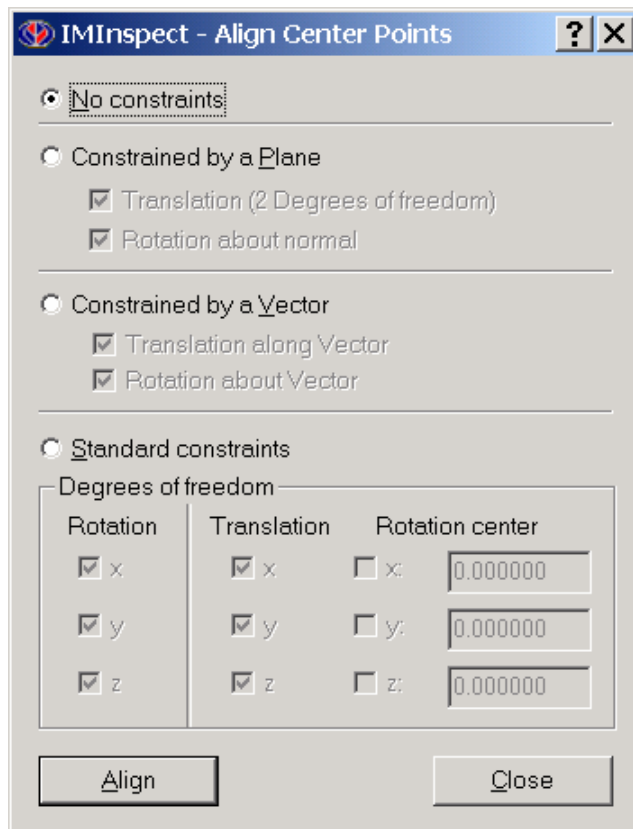 IMInspect - Align Center Points
No constraints
Constrained by a Plane
Translation (2 Degrees of freedom)
Rotation about normal
Constrained by a Vector
Translation along Vector
Rotation about Vector
Standard constraints
Degrees of freedom
Rotation Translation Rotation center
x x x: 0.000000
y y y: 0.000000
z z z: 0.000000
Align Close